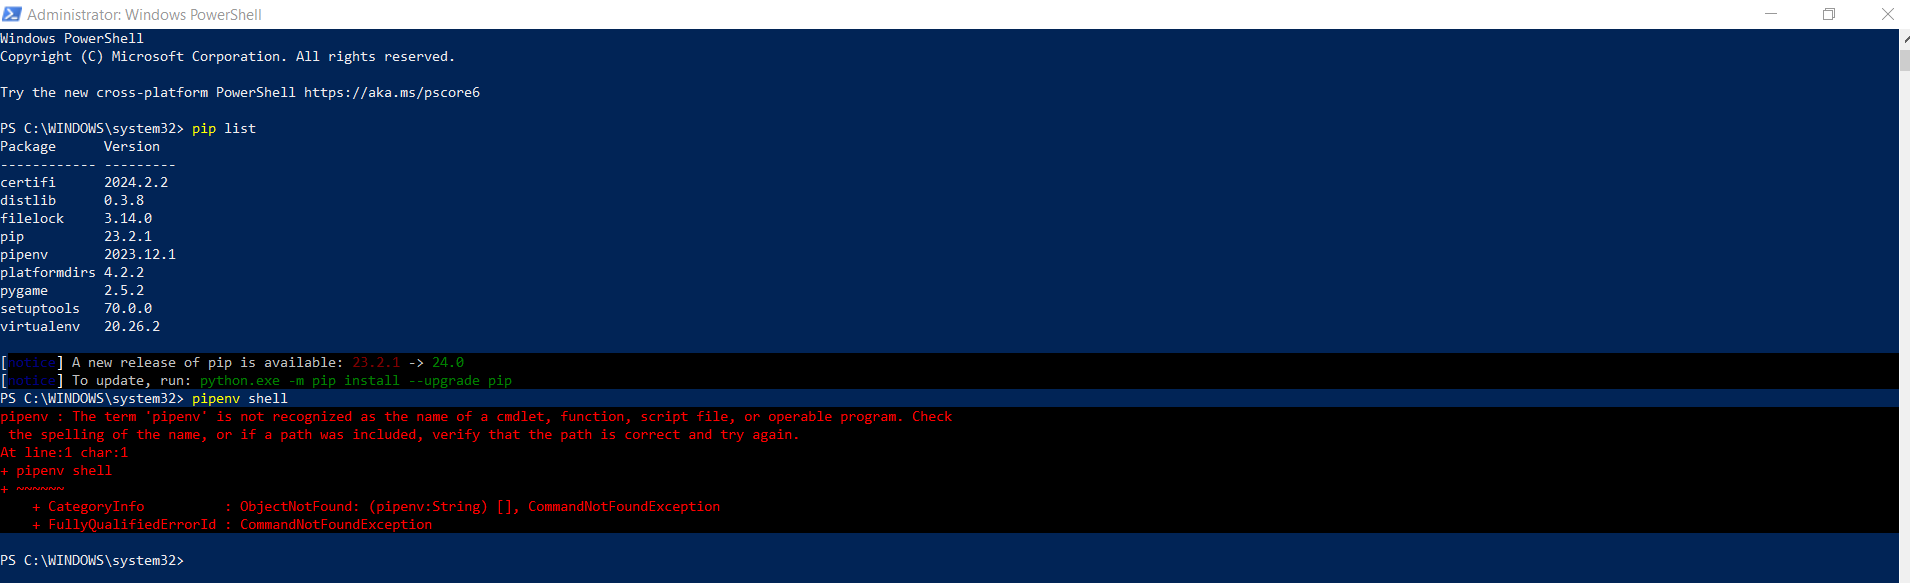 Administrator: Windows PowerShell
Windows PowerShell
Copyright (C) Microsoft Corporation. All rights reserved.
Try the new cross-platform PowerShell https://aka.ms/pscore6
PS C:\WINDOWS\system32> pip list
Package      Version
------------ ---------
certifi      2024.2.2
distlib      0.3.8
filelock     3.14.0
pip          23.2.1
pipenv       2023.12.1
platformdirs 4.2.2
pygame       2.5.2
setuptools   70.0.0
virtualenv   20.26.2
[notice] A new release of pip is available: 23.2.1 -> 24.0
[notice] To update, run: python.exe -m pip install --upgrade pip
PS C:\WINDOWS\system32> pipenv shell
pipenv : The term 'pipenv' is not recognized as the name of a cmdlet, function, script file, or operable program. Check
 the spelling of the name, or if a path was included, verify that the path is correct and try again.
At line:1 char:1
+ pipenv shell
+ ~~~~~~
    + CategoryInfo          : ObjectNotFound: (pipenv:String) [], CommandNotFoundException
    + FullyQualifiedErrorId : CommandNotFoundException
PS C:\WINDOWS\system32>